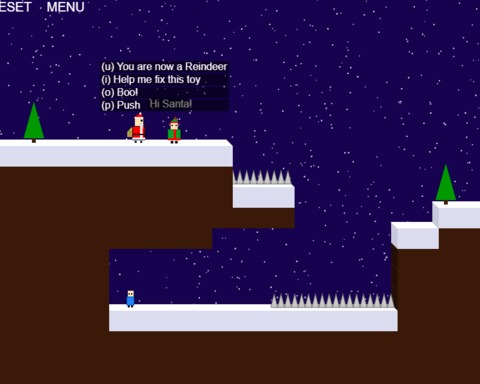 ESET · MENU
(u) You are now a Reindeer
(i) Help me fix this toy
(o) Boo!
(p) Push
Hi Santa!